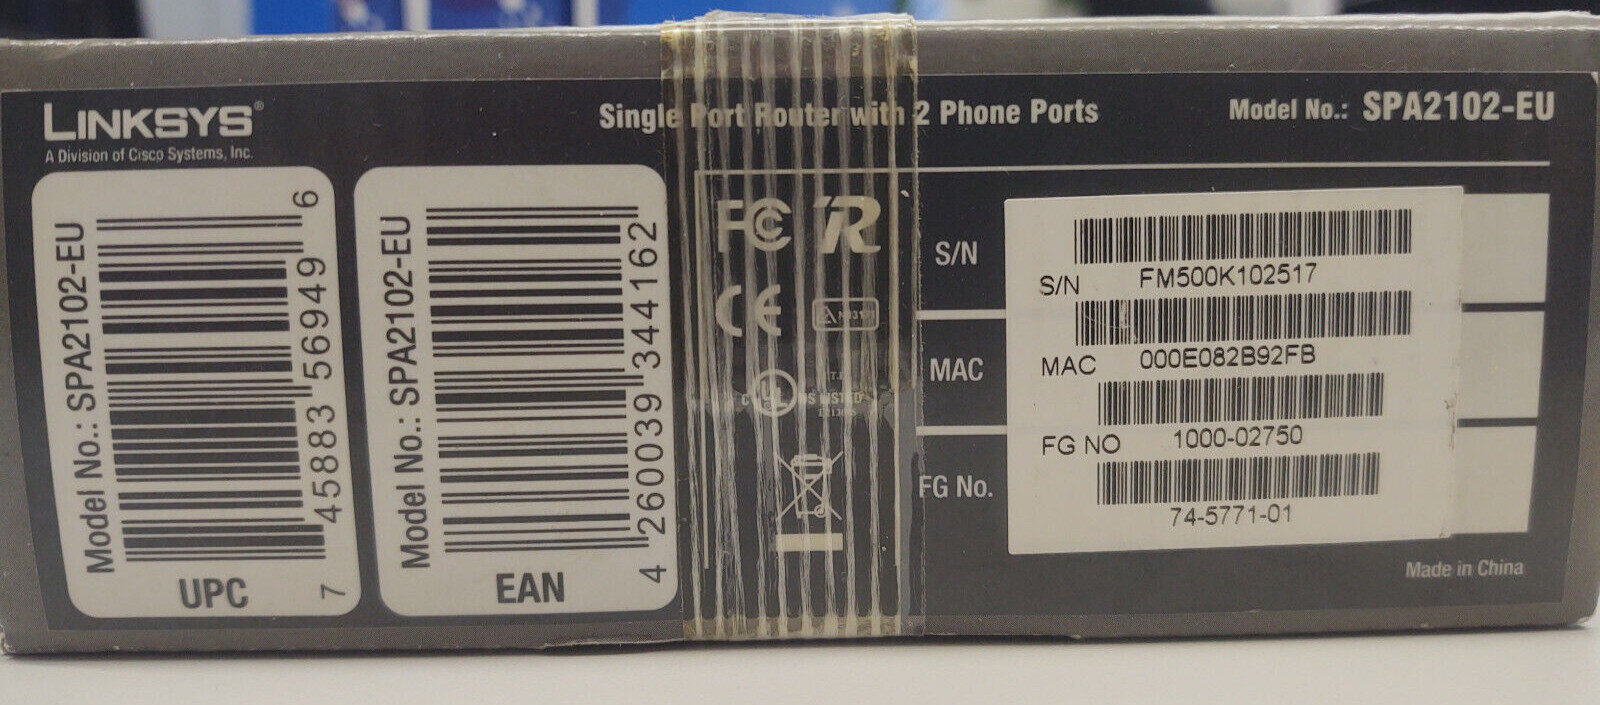 LINKSYS®
A Division of Cisco Systems, Inc.
Single Port Router with 2 Phone Ports
Model No.: SPA2102-EU
Model No.: SPA2102-EU
7 45883 56949 6
UPC
Model No.: SPA2102-EU
4 260039 344162
EAN
FC
CE
UL
LISTED
S/N
MAC
FG No.
S/N FM500K102517
MAC 000E082B92FB
FG NO 1000-02750
74-5771-01
Made in China